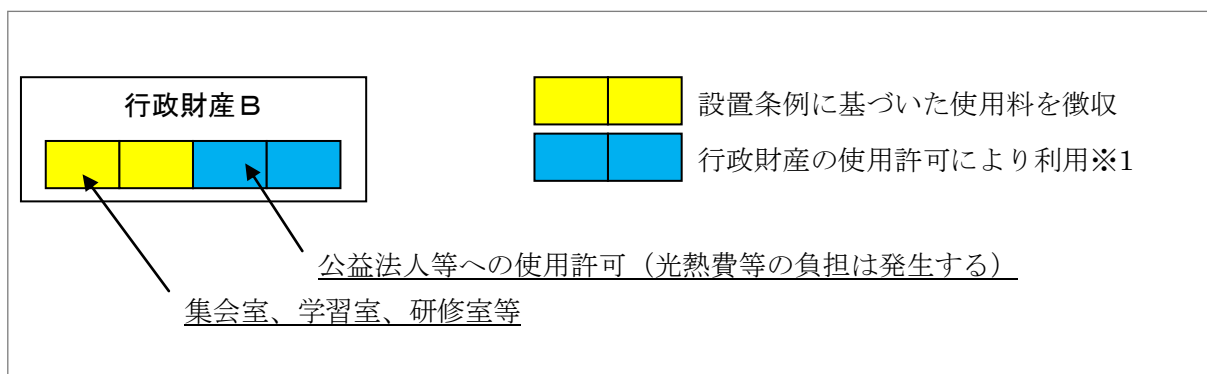 行政財産B
設置条例に基づいた使用料を徴収
行政財産の使用許可により利用※1
公益法人等への使用許可（光熱費等の負担は発生する）
集会室、学習室、研修室等